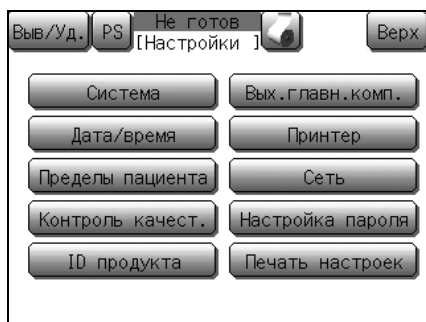 Выв/Уд. PS Не готов Верх
[Настройки ]
Система Вых.главн.комп.
Дата/время Принтер
Пределы пациента Сеть
Контроль качест. Настройка пароля
ID продукта Печать настроек